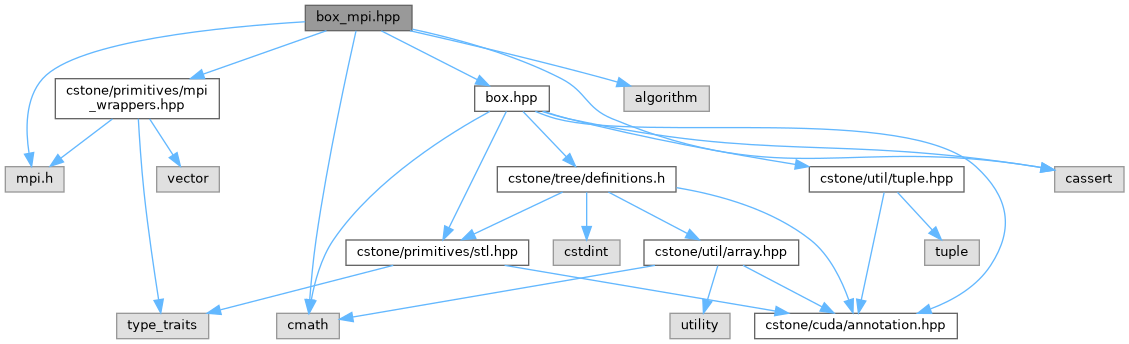 box_mpi.hpp
cstone/primitives/mpi
_wrappers.hpp
box.hpp
algorithm
mpi.h
vector
cstone/tree/definitions.h
cstone/util/tuple.hpp
cassert
cstone/primitives/stl.hpp
cstdint
cstone/util/array.hpp
tuple
type_traits
cmath
utility
cstone/cuda/annotation.hpp